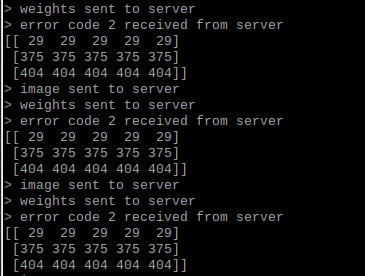 > weights sent to server
> error code 2 received from server
[[ 29  29  29  29  29]
 [375 375 375 375 375]
 [404 404 404 404 404]]
> image sent to server
> weights sent to server
> error code 2 received from server
[[ 29  29  29  29  29]
 [375 375 375 375 375]
 [404 404 404 404 404]]
> image sent to server
> weights sent to server
> error code 2 received from server
[[ 29  29  29  29  29]
 [375 375 375 375 375]
 [404 404 404 404 404]]